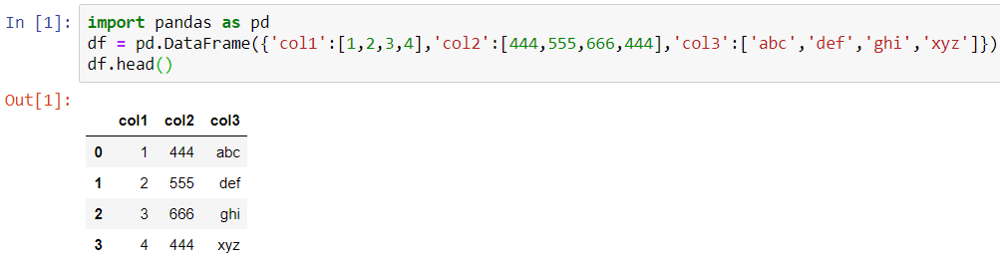 In [1]: import pandas as pd
df = pd.DataFrame({'col1':[1,2,3,4],'col2':[444,555,666,444],'col3':['abc','def','ghi','xyz']})
df.head()
Out[1]:
col1 col2 col3
0 1 444 abc
1 2 555 def
2 3 666 ghi
3 4 444 xyz